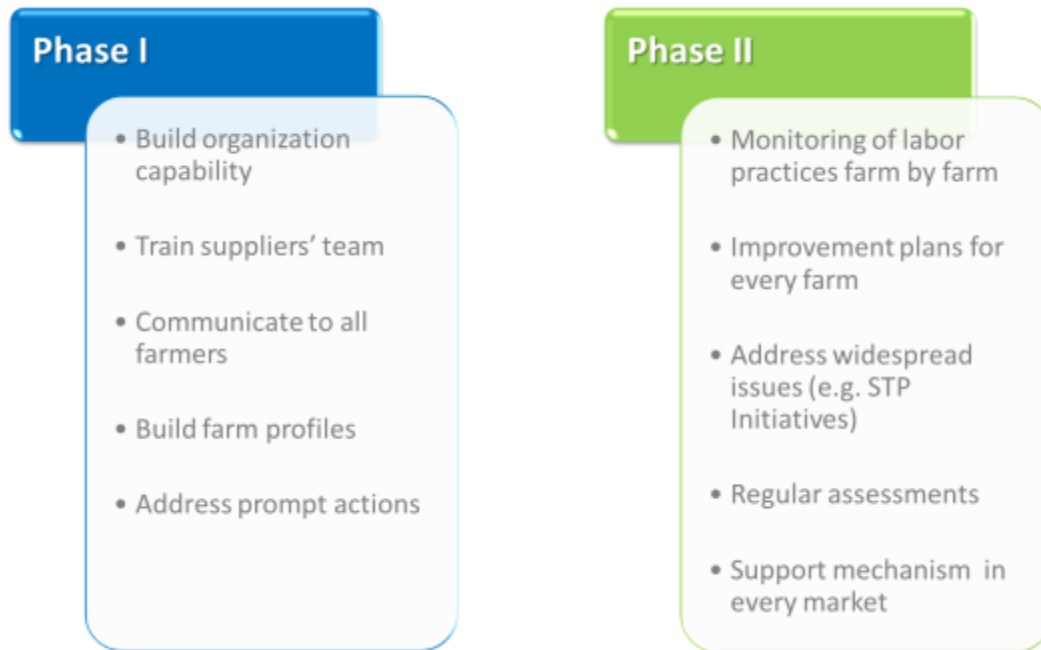 Phase I
• Build organization
capability
• Train suppliers’ team
• Communicate to all
farmers
• Build farm profiles
• Address prompt actions
Phase II
• Monitoring of labor
practices farm by farm
• Improvement plans for
every farm
• Address widespread
issues (e.g. STP
Initiatives)
• Regular assessments
• Support mechanism  in
every market